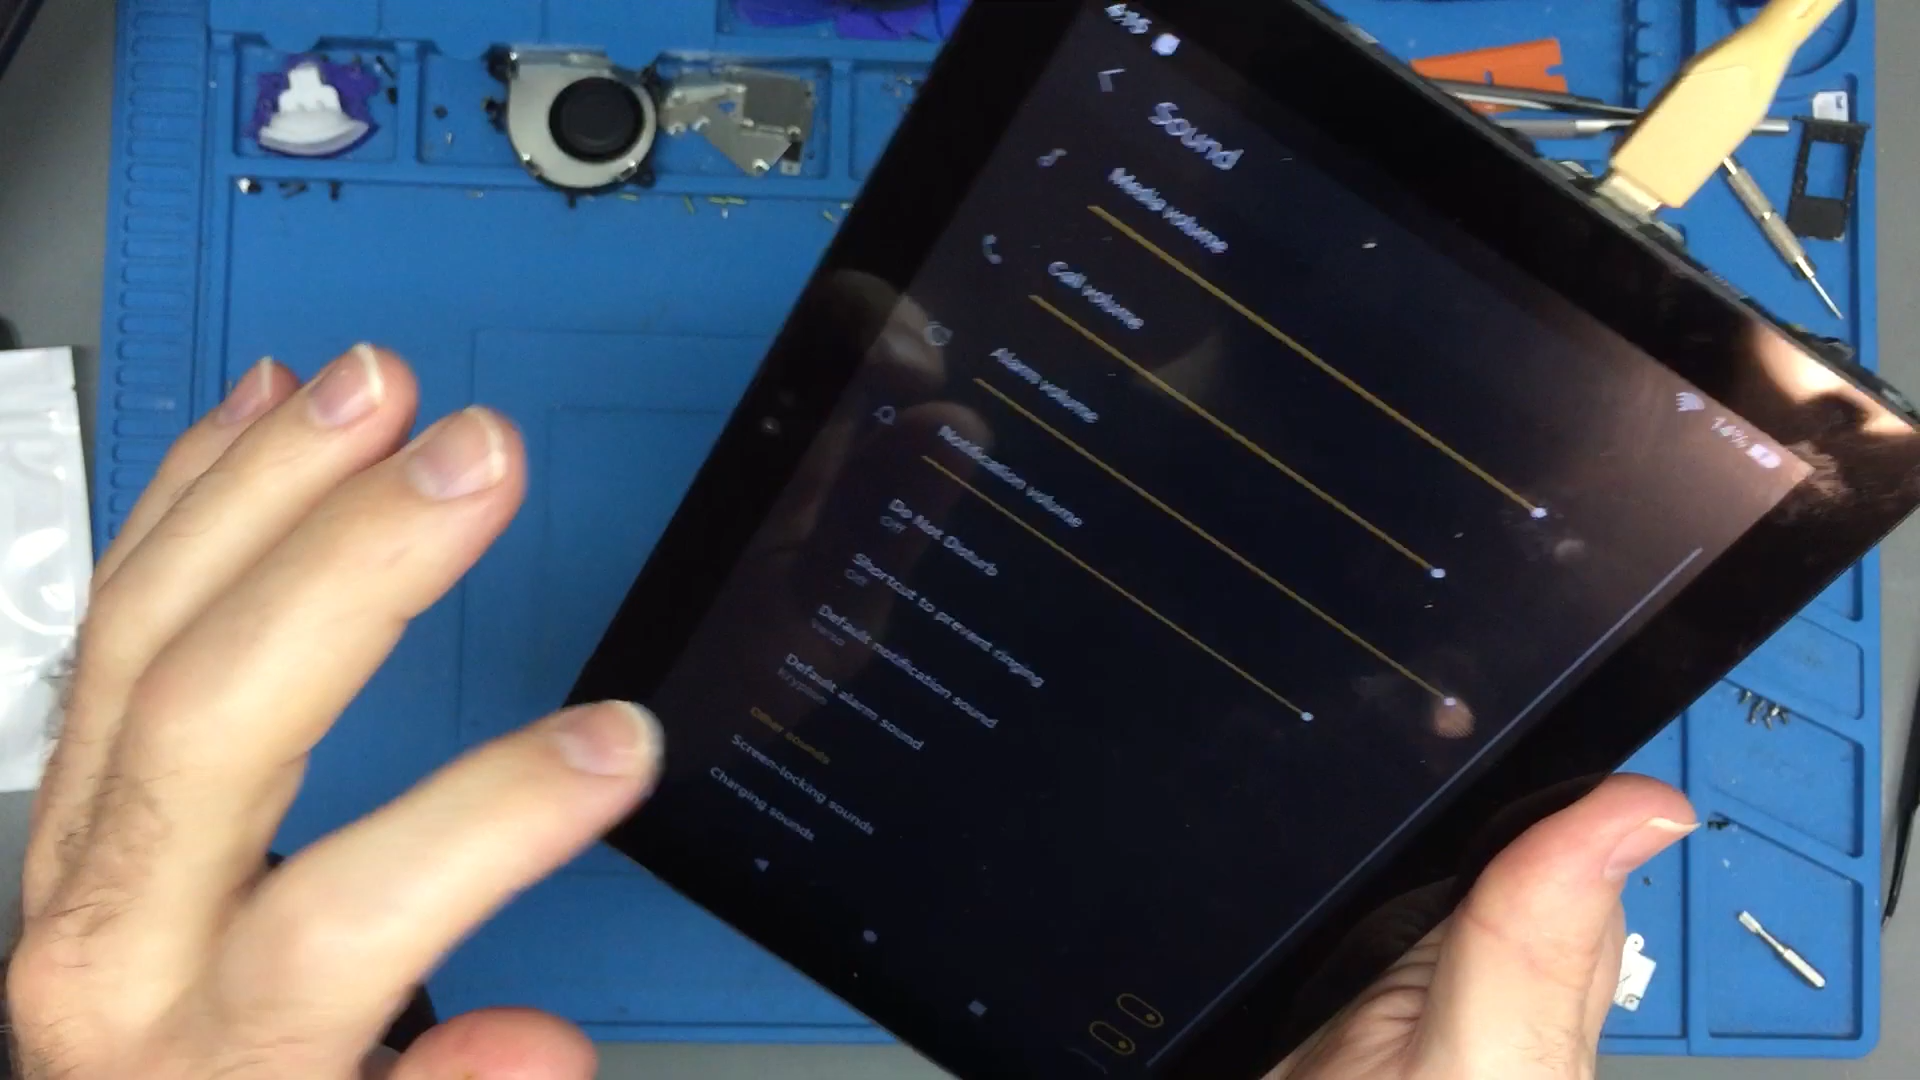 Sound
14%
Media volume
Call volume
Alarm volume
Notification volume
Do Not Disturb
Off
Shortcut to prevent ringing
Off
Default notification sound
Default alarm sound
Krypton
Other sounds
Screen-locking sounds
Charging sounds